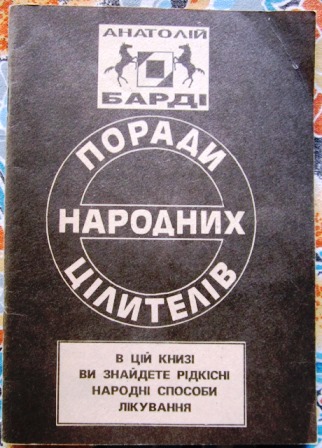 АНАТОЛІЙ
БАРДІ
ПОРАДИ
НАРОДНИХ
ЦІЛИТЕЛІВ
В ЦІЙ КНИЗІ
ВИ ЗНАЙДЕТЕ РІДКІСНІ
НАРОДНІ СПОСОБИ
ЛІКУВАННЯ